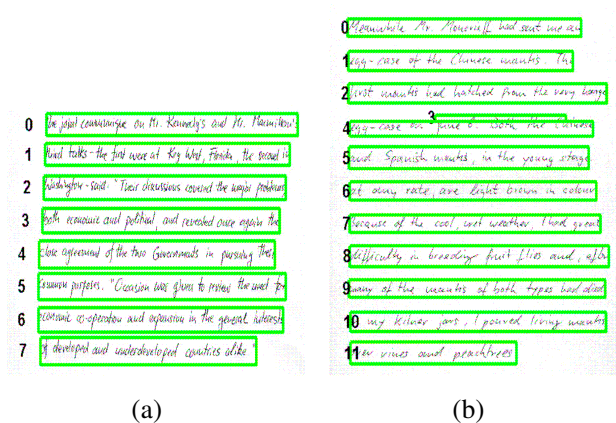 0 The joint communique on Mr. Kennedy's and Mr. Macmillan's
1 third talks - the first were at Key West, Florida, the second in
2 Washington - said: "Their discussions covered the major problems
3 both economic and political, and revealed once again the
4 close agreement of the two Governments in pursuing their
5 common purposes. "Occasion was given to review the need for
6 economic co-operation and expansion in the general interests
7 of developed and underdeveloped countries alike."
(a)
0 Meanwhile Mr. Moncrieff had sent me an
1 egg-case of the Chinese mantis. The
2 first mantis had hatched from the very large
3
4 egg-case on June 6. Both the Chinese
5 and Spanish mantes, in the young stage
6 at any rate, are light brown in colour
7 because of the cool, wet weather, I had great
8 difficulty in breeding fruit flies and, after
9 many of the mantis of both types had died
10 my kilner jars, I poured living mantis
11 vines and peachtrees
(b)